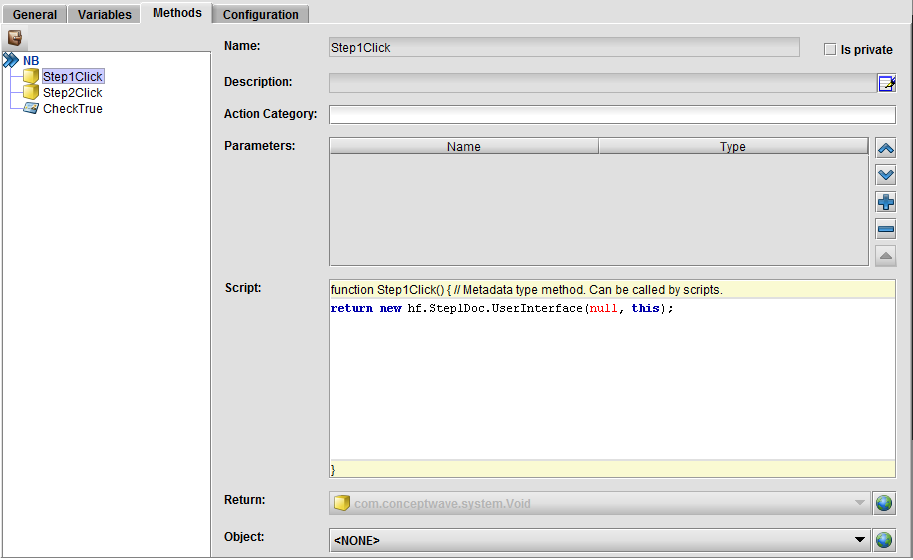 General Variables Methods Configuration
NB
Step1Click
Step2Click
CheckTrue
Name: Step1Click Is private
Description:
Action Category:
Parameters: Name Type
Script: function Step1Click() { // Metadata type method. Can be called by scripts.
return new hf.Step1Doc.UserInterface(null, this);
}
Return: com.conceptwave.system.Void
Object: <NONE>